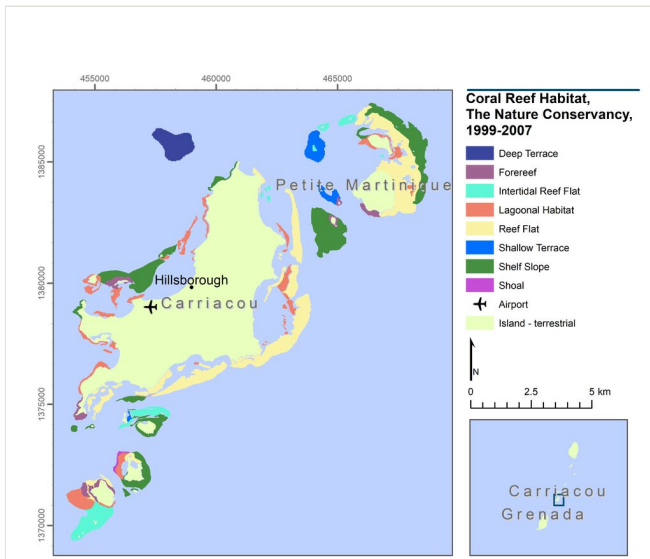 455000
460000
465000
1385000
1380000
1375000
1370000
Petite Martinique
Hillsborough
Carriacou
Coral Reef Habitat,
The Nature Conservancy,
1999-2007
Deep Terrace
Forereef
Intertidal Reef Flat
Lagoonal Habitat
Reef Flat
Shallow Terrace
Shelf Slope
Shoal
Airport
Island - terrestrial
N
0 2.5 5 km
Carriacou
Grenada